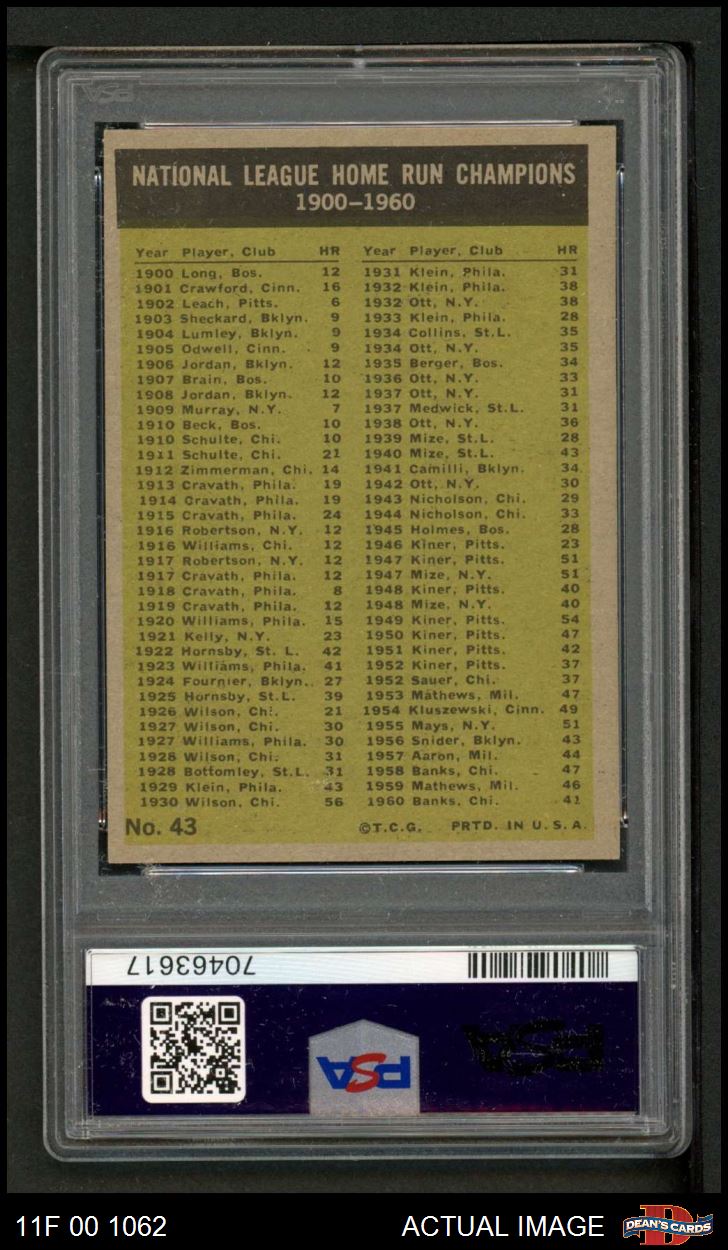 NATIONAL LEAGUE HOME RUN CHAMPIONS
1900–1960
Year Player, Club HR
1900 Long, Bos. 12
1901 Crawford, Cinn. 16
1902 Leach, Pitts. 6
1903 Sheckard, Bklyn. 9
1904 Lumley, Bklyn. 9
1905 Odwell, Cinn. 9
1906 Jordan, Bklyn. 12
1907 Brain, Bos. 10
1908 Jordan, Bklyn. 12
1909 Murray, N.Y. 7
1910 Beck, Bos. 10
1910 Schulte, Chi. 10
1911 Schulte, Chi. 21
1912 Zimmerman, Chi. 14
1913 Cravath, Phila. 19
1914 Cravath, Phila. 19
1915 Cravath, Phila. 24
1916 Robertson, N.Y. 12
1916 Williams, Chi. 12
1917 Robertson, N.Y. 12
1917 Cravath, Phila. 12
1918 Cravath, Phila. 8
1919 Cravath, Phila. 12
1920 Williams, Phila. 15
1921 Kelly, N.Y. 23
1922 Hornsby, St. L. 42
1923 Williams, Phila. 41
1924 Fournier, Bklyn. 27
1925 Hornsby, St.L. 39
1926 Wilson, Chi. 21
1927 Wilson, Chi. 30
1927 Williams, Phila. 30
1928 Wilson, Chi. 31
1928 Bottomley, St.L. 31
1929 Klein, Phila. 43
1930 Wilson, Chi. 56
Year Player, Club HR
1931 Klein, Phila. 31
1932 Klein, Phila. 38
1932 Ott, N.Y. 38
1933 Klein, Phila. 28
1934 Collins, St.L. 35
1934 Ott, N.Y. 35
1935 Berger, Bos. 34
1936 Ott, N.Y. 33
1937 Ott, N.Y. 31
1937 Medwick, St.L. 31
1938 Ott, N.Y. 36
1939 Mize, St.L. 28
1940 Mize, St.L. 43
1941 Camilli, Bklyn. 34
1942 Ott, N.Y. 30
1943 Nicholson, Chi. 29
1944 Nicholson, Chi. 33
1945 Holmes, Bos. 28
1946 Kiner, Pitts. 23
1947 Kiner, Pitts. 51
1947 Mize, N.Y. 51
1948 Kiner, Pitts. 40
1948 Mize, N.Y. 40
1949 Kiner, Pitts. 54
1950 Kiner, Pitts. 47
1951 Kiner, Pitts. 42
1952 Kiner, Pitts. 37
1952 Sauer, Chi. 37
1953 Mathews, Mil. 47
1954 Kluszewski, Cinn. 49
1955 Mays, N.Y. 51
1956 Snider, Bklyn. 43
1957 Aaron, Mil. 44
1958 Banks, Chi. 47
1959 Mathews, Mil. 46
1960 Banks, Chi. 41
No. 43 ©T.C.G. PRTD. IN U.S.A.
70463617
PSA
PSA
11F 00 1062 ACTUAL IMAGE DEAN'S CARDS